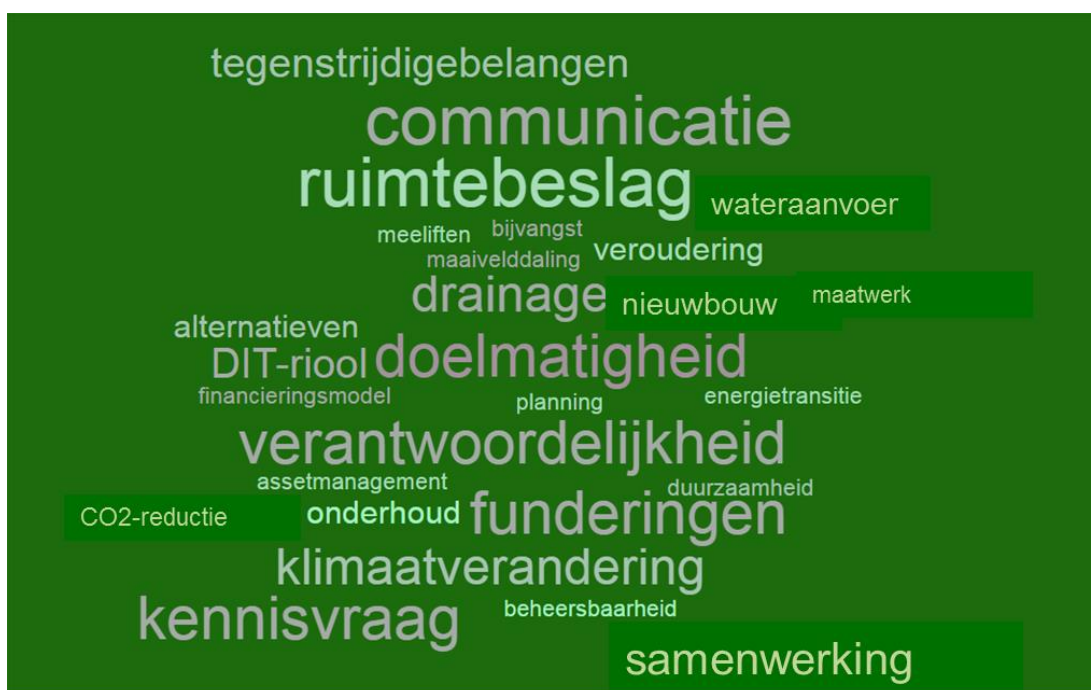 tegenstrijdigebelangen
communicatie
ruimtebeslag
wateraanvoer
meeliften
bijvangst
veroudering
maaivelddaling
drainage
nieuwbouw
maatwerk
alternatieven
DIT-riool
doelmatigheid
financieringsmodel
planning
energietransitie
verantwoordelijkheid
assetmanagement
duurzaamheid
CO2-reductie
onderhoud
funderingen
klimaatverandering
kennisvraag
beheersbaarheid
samenwerking